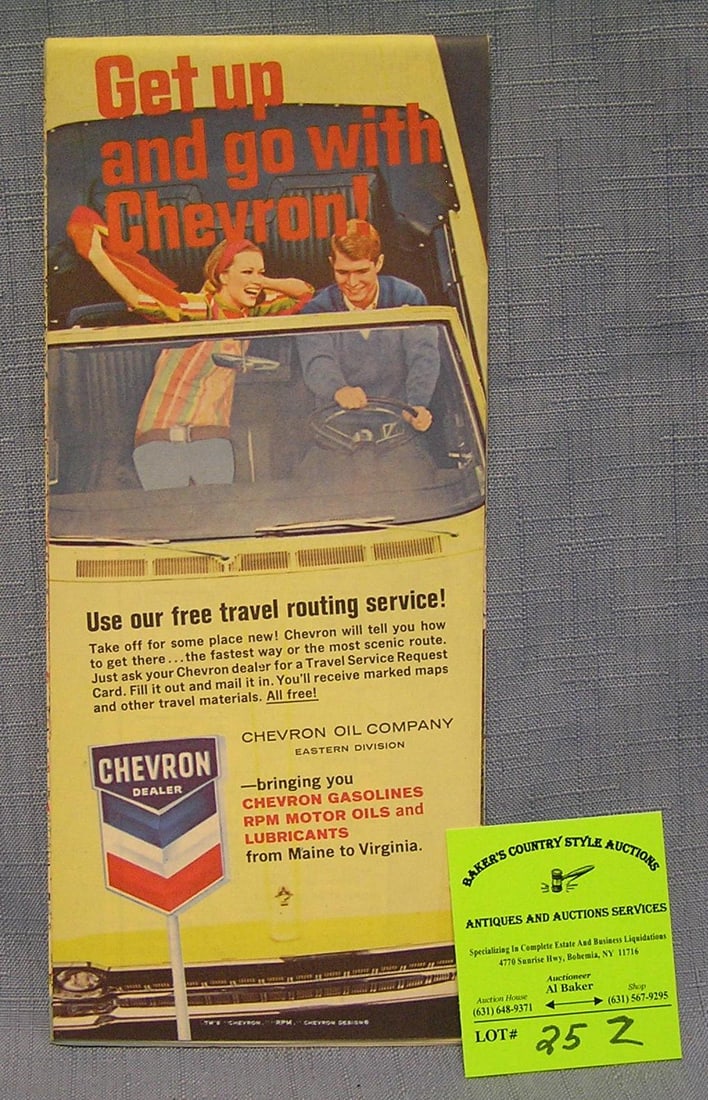 Get up
and go with
Chevron!
Use our free travel routing service!
Take off for some place new! Chevron will tell you how
to get there...the fastest way or the most scenic route.
Just ask your Chevron dealer for a Travel Service Request
Card. Fill it out and mail it in. You'll receive marked maps
and other travel materials. All free!
CHEVRON OIL COMPANY
EASTERN DIVISION
CHEVRON
DEALER
—bringing you
CHEVRON GASOLINES
RPM MOTOR OILS and
LUBRICANTS
from Maine to Virginia.
TM'S "CHEVRON," "RPM," CHEVRON DESIGN®
BAKER'S COUNTRY STYLE AUCTIONS
ANTIQUES AND AUCTIONS SERVICES
Specializing In Complete Estate And Business Liquidations
4770 Sunrise Hwy, Bohemia, NY 11716
Auctioneer
Al Baker
Auction House
(631) 648-9371
Shop
(631) 567-9295
LOT# 25 Z